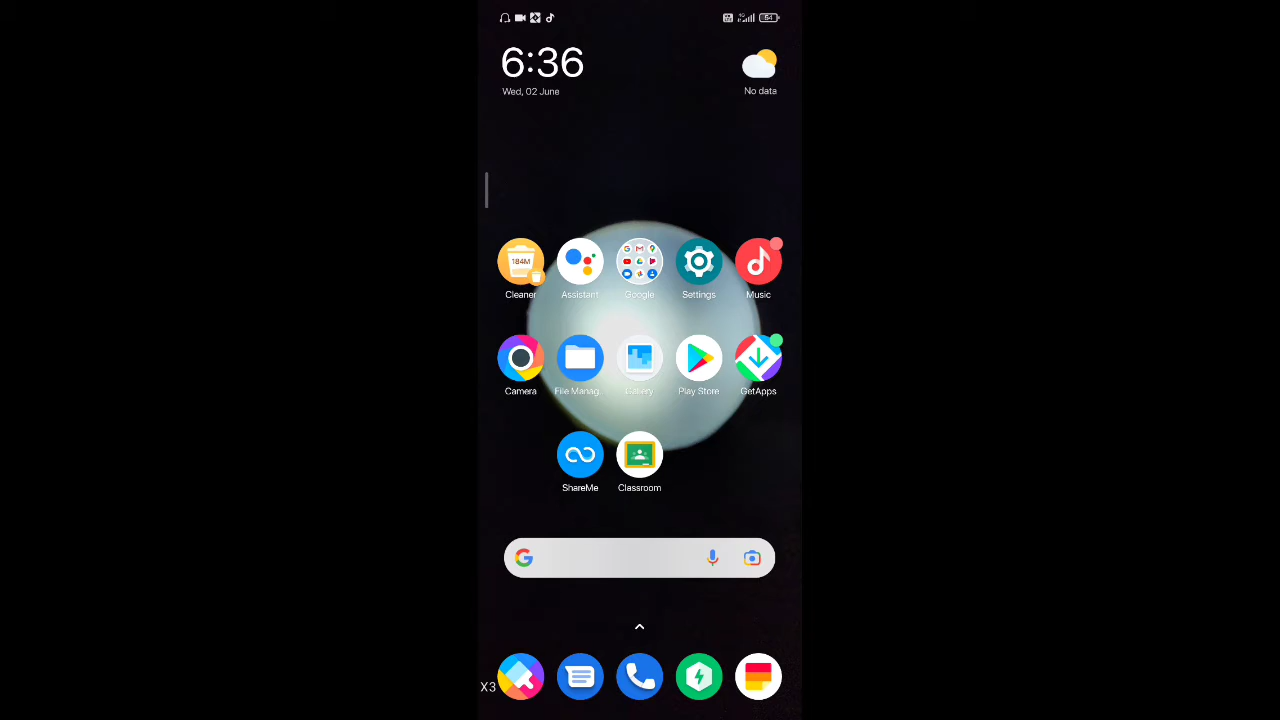 54
6:36
Wed, 02 June
No data
184M
Cleaner
Assistant
Google
Settings
Music
Camera
File Manag
Gallery
Play Store
GetApps
ShareMe
Classroom
X3